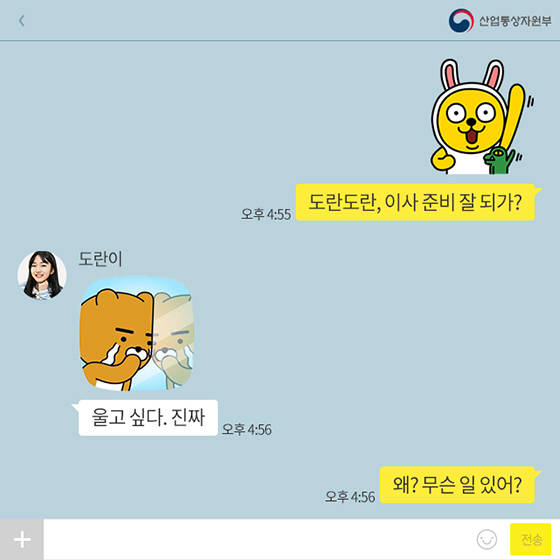 산업통상자원부
도란도란, 이사 준비 잘 되가?
오후 4:55
도란이
울고 싶다. 진짜
오후 4:56
왜? 무슨 일 있어?
오후 4:56
전송